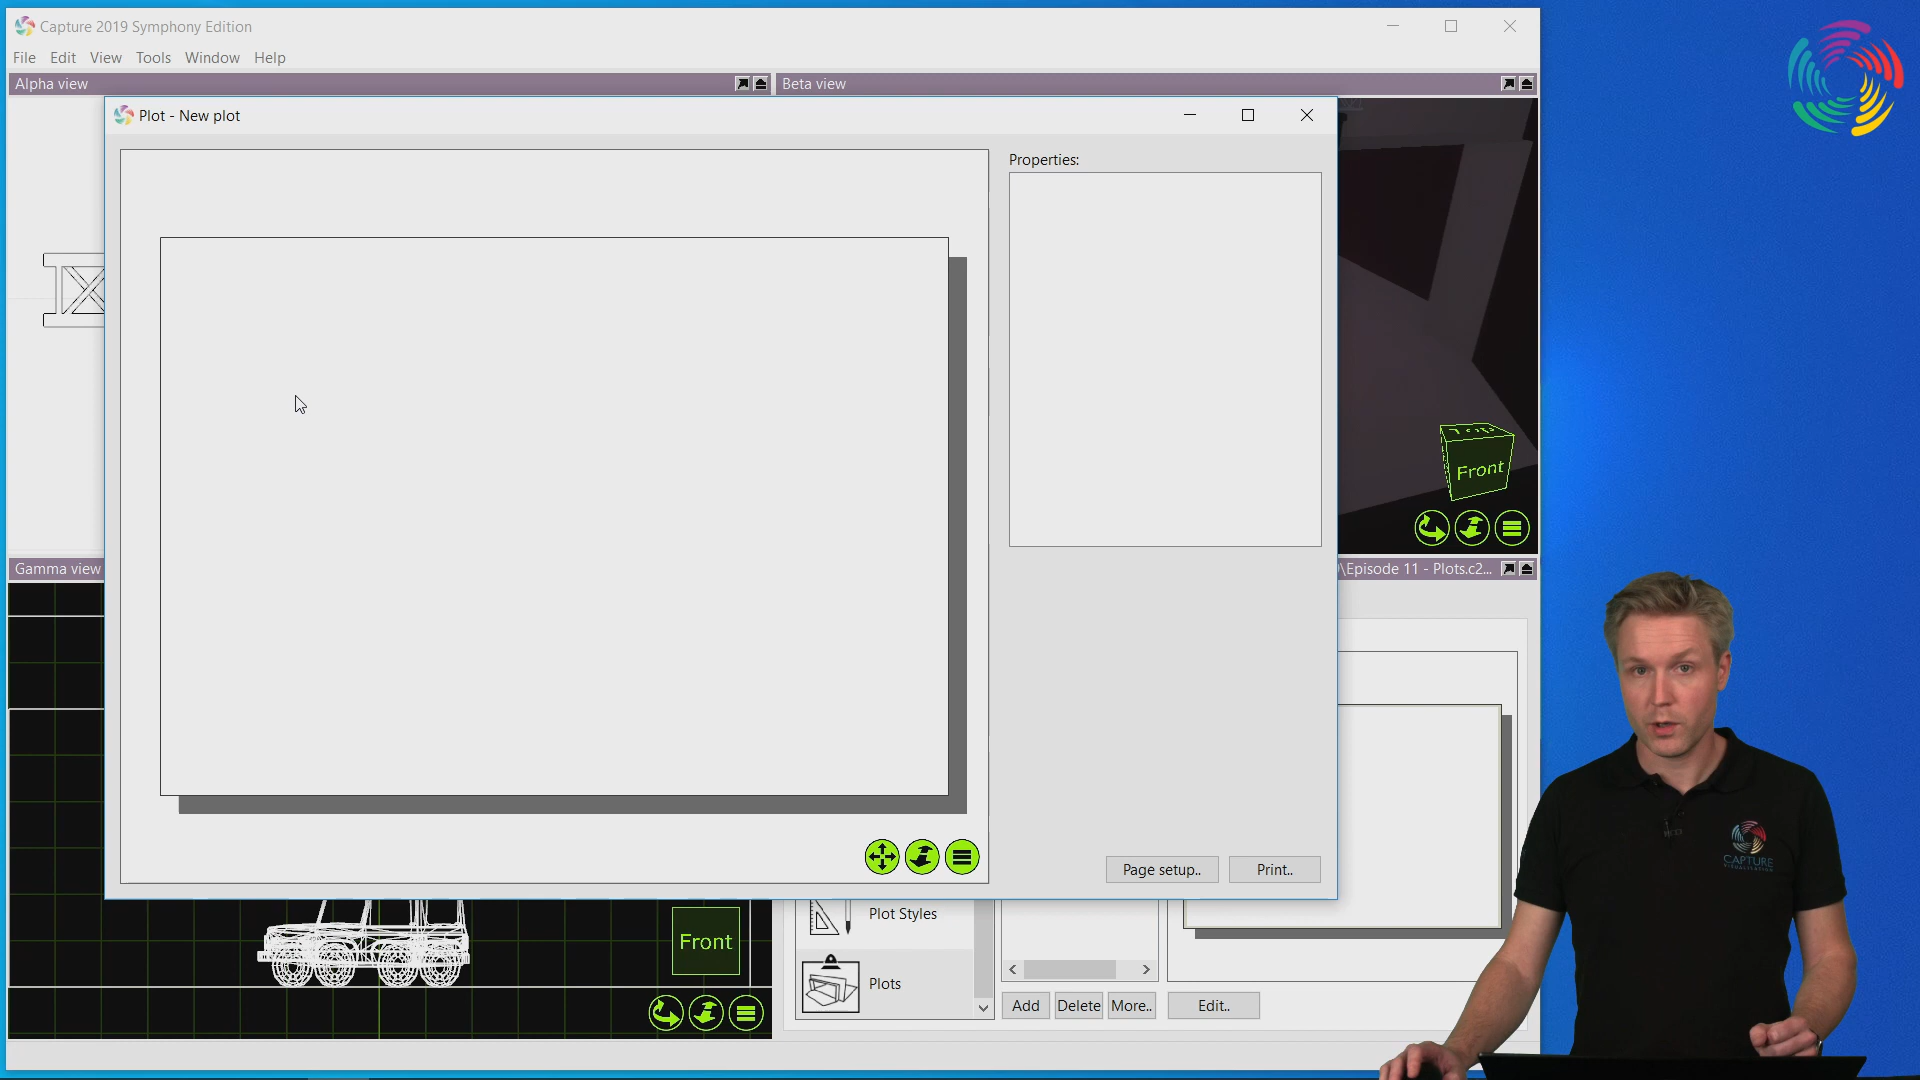 Capture 2019 Symphony Edition
File Edit View Tools Window Help
Alpha view
Beta view
Plot - New plot
Properties:
Front
Gamma view
\Episode 11 - Plots.c2...
Page setup..
Print..
Plot Styles
Front
Plots
Add
Delete
More..
Edit..
CAPTURE